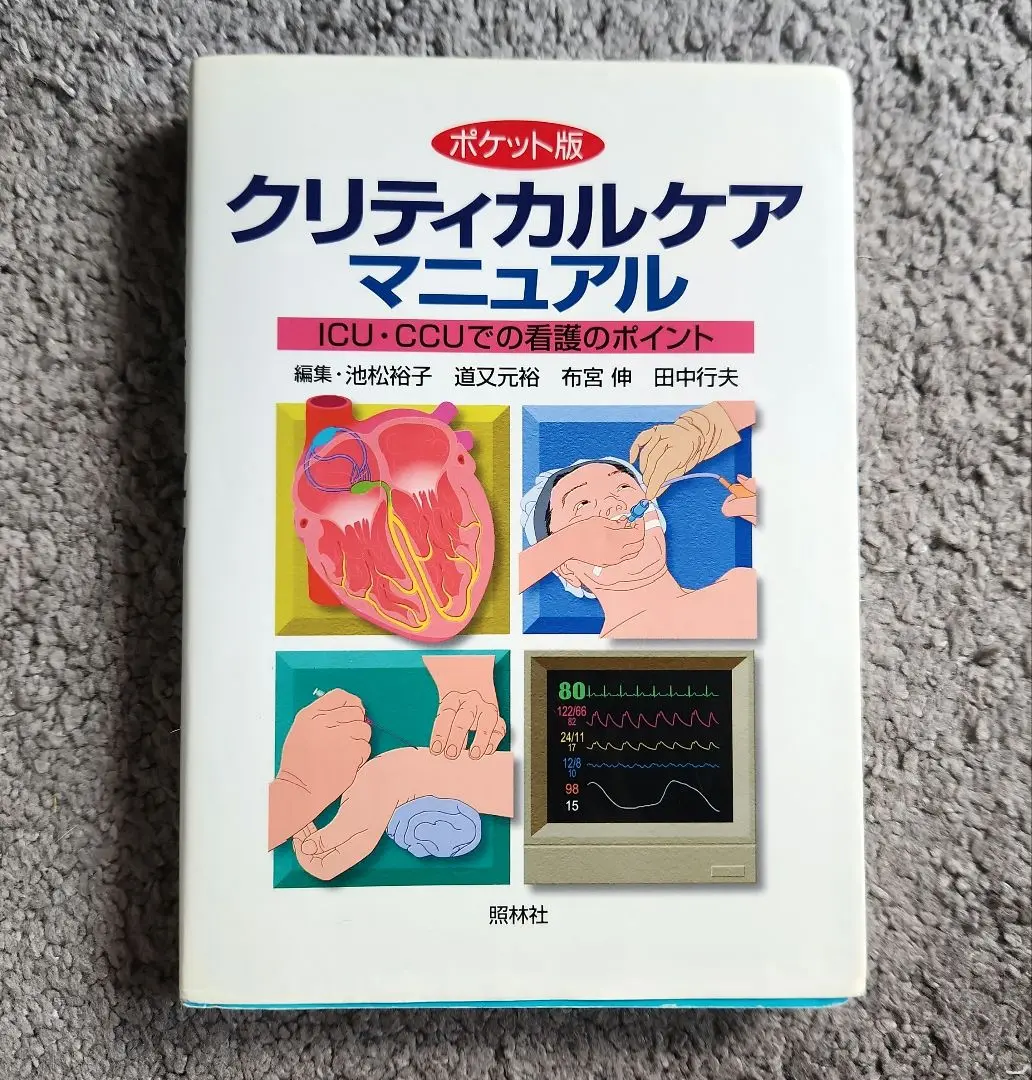 ポケット版
クリティカルケア
マニュアル
ICU・CCUでの看護のポイント
編集・池松裕子 道又元裕 布宮 伸 田中行夫
80
122/66
82
24/11
17
12/8
10
98
15
照林社